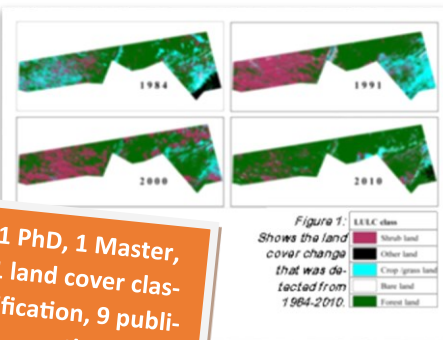 1984
1991
2000
2010
Figure 1:
Shows the land
cover change
that was de-
tected from
1984-2010.
LULC class
Shrub land
Other land
Crop /grass land
Bare land
Forest land
1 PhD, 1 Master,
land cover clas-
fication, 9 publi-